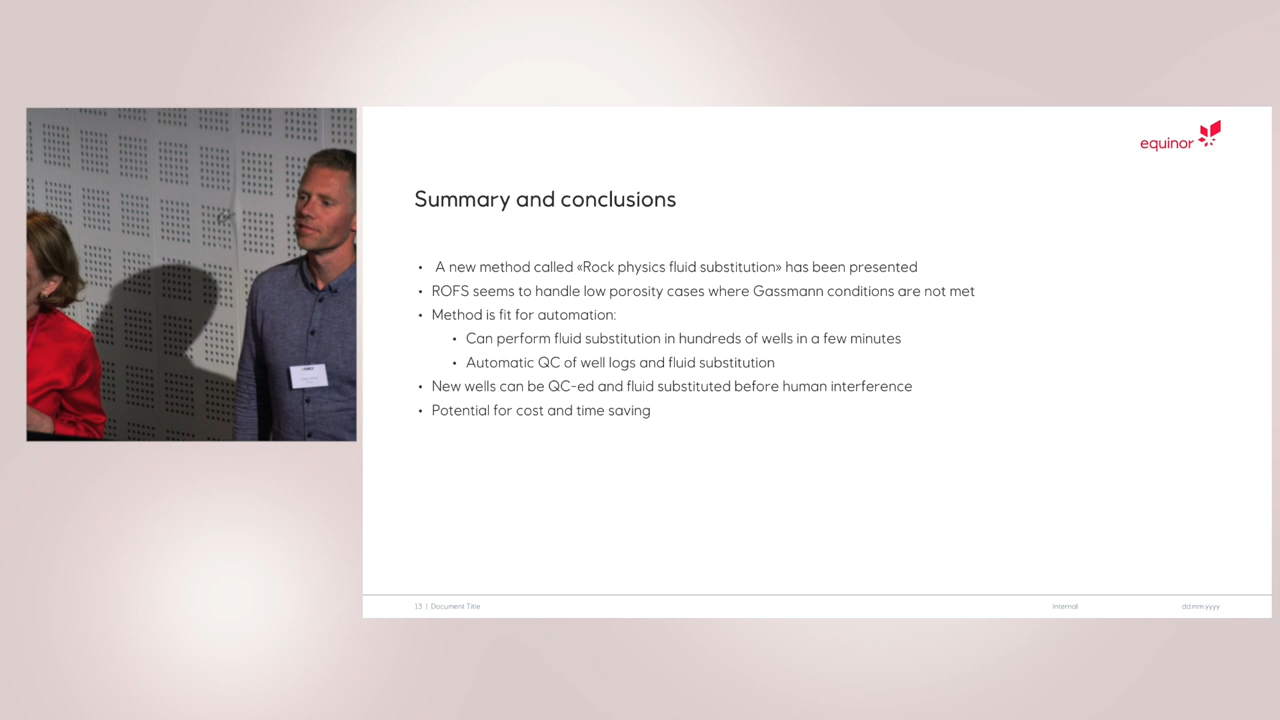 equinor
Summary and conclusions
• A new method called «Rock physics fluid substitution» has been presented
• ROFS seems to handle low porosity cases where Gassmann conditions are not met
• Method is fit for automation:
• Can perform fluid substitution in hundreds of wells in a few minutes
• Automatic QC of well logs and fluid substitution
• New wells can be QC-ed and fluid substituted before human interference
• Potential for cost and time saving
13 | Document Title
Internal
dd.mm.yyyy